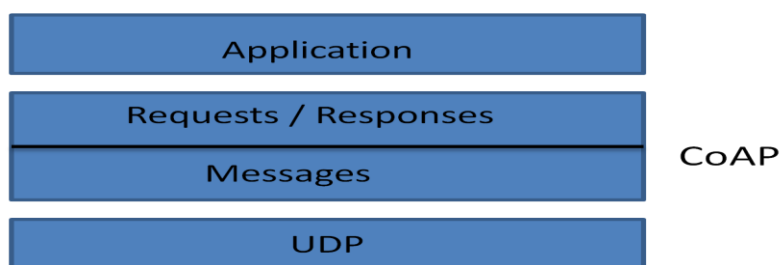 Application
Requests / Responses
CoAP
Messages
UDP